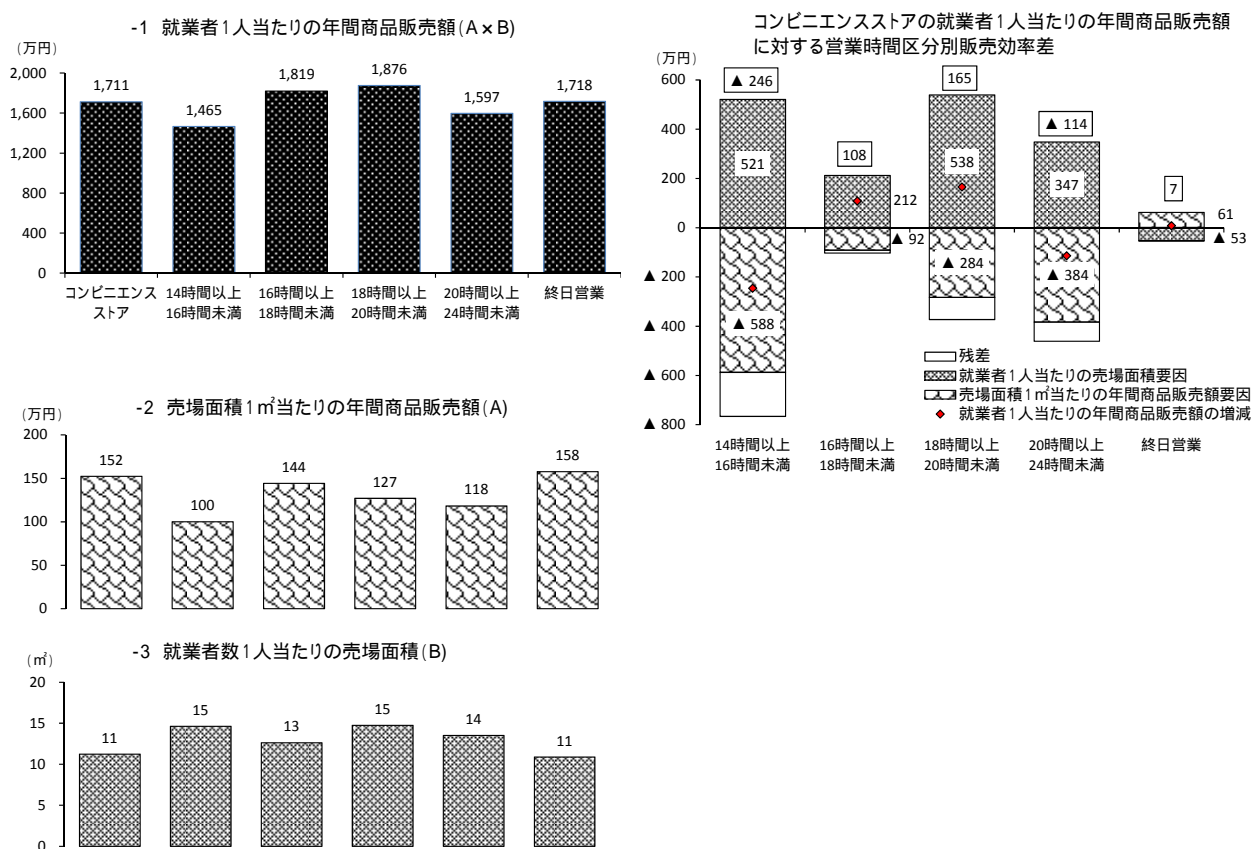 -1 就業者1人当たりの年間商品販売額(A×B)
(万円)
2,000
1,600
1,200
800
400
0
1,711
1,465
1,819
1,876
1,597
1,718
コンビニエンス
ストア
14時間以上
16時間未満
16時間以上
18時間未満
18時間以上
20時間未満
20時間以上
24時間未満
終日営業
-2 売場面積1㎡当たりの年間商品販売額(A)
(万円)
200
150
100
50
0
152
100
144
127
118
158
-3 就業者数1人当たりの売場面積(B)
(㎡)
20
15
10
5
0
11
15
13
15
14
11
コンビニエンスストアの就業者1人当たりの年間商品販売額
に対する営業時間区分別販売効率差
(万円)
600
400
200
0
▲ 200
▲ 400
▲ 600
▲ 800
▲ 246
521
▲ 588
108
212
▲ 92
165
538
▲ 284
▲ 114
347
▲ 384
7
61
▲ 53
残差
就業者1人当たりの売場面積要因
売場面積1㎡当たりの年間商品販売額要因
就業者1人当たりの年間商品販売額の増減
14時間以上
16時間未満
16時間以上
18時間未満
18時間以上
20時間未満
20時間以上
24時間未満
終日営業